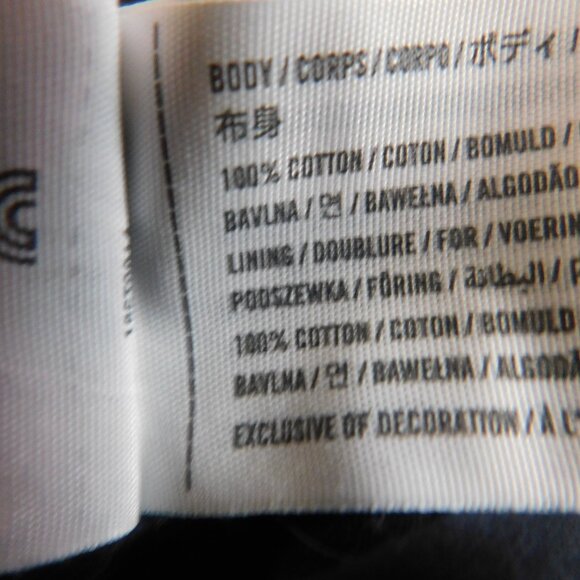 BODY / CORPS / CORPO / ボディ /
布身
100% COTTON / COTON / BOMULD /
BAVLNA / 면 / BAWEŁNA / ALGODÃO
LINING / DOUBLURE / FOR / VOERIN
PODSZEWKA / FÖRING / البطانة /
100% COTTON / COTON / BOMULD
BAVLNA / 면 / BAWEŁNA / ALGODÃ
EXCLUSIVE OF DECORATION / À L'